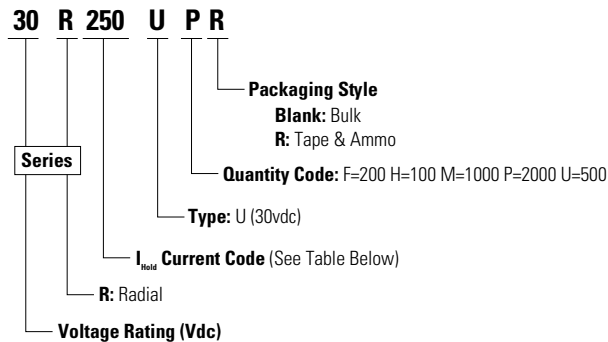 30 R 250 U P R
Packaging Style
Blank: Bulk
R: Tape & Ammo
Series
Quantity Code: F=200 H=100 M=1000 P=2000 U=500
Type: U (30vdc)
I Hold Current Code (See Table Below)
R: Radial
Voltage Rating (Vdc)